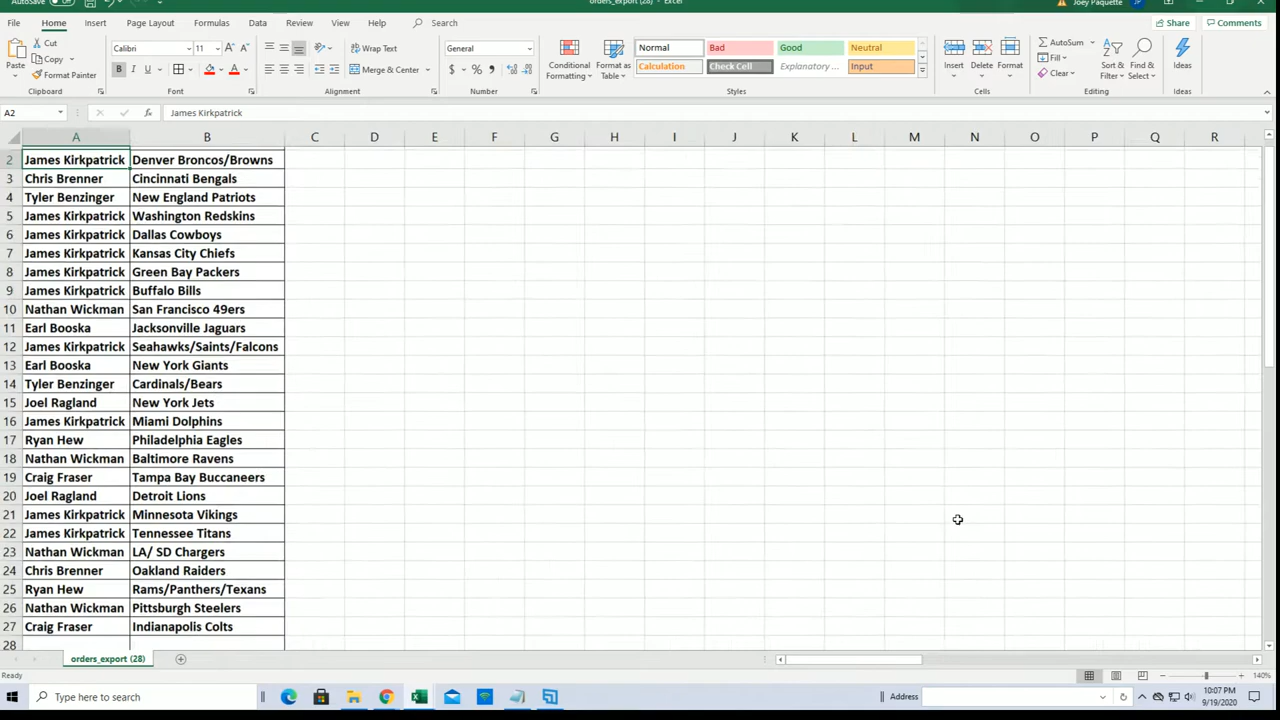 AutoSave Off orders_export (28) - Excel Joey Paquette JP
File Home Insert Page Layout Formulas Data Review View Help Search Share Comments
Paste Cut Copy Format Painter Clipboard
Calibri 11 Font
Wrap Text Merge & Center Alignment
General Number
Conditional Formatting Format as Table
Normal Bad Good Neutral
Calculation Check Cell Explanatory ... Input
Styles
Insert Delete Format Cells
AutoSum Fill Clear Sort & Filter Find & Select Editing
Ideas Ideas
A2 James Kirkpatrick
A B C D E F G H I J K L M N O P Q R
2 James Kirkpatrick Denver Broncos/Browns
3 Chris Brenner Cincinnati Bengals
4 Tyler Benzinger New England Patriots
5 James Kirkpatrick Washington Redskins
6 James Kirkpatrick Dallas Cowboys
7 James Kirkpatrick Kansas City Chiefs
8 James Kirkpatrick Green Bay Packers
9 James Kirkpatrick Buffalo Bills
10 Nathan Wickman San Francisco 49ers
11 Earl Booska Jacksonville Jaguars
12 James Kirkpatrick Seahawks/Saints/Falcons
13 Earl Booska New York Giants
14 Tyler Benzinger Cardinals/Bears
15 Joel Ragland New York Jets
16 James Kirkpatrick Miami Dolphins
17 Ryan Hew Philadelphia Eagles
18 Nathan Wickman Baltimore Ravens
19 Craig Fraser Tampa Bay Buccaneers
20 Joel Ragland Detroit Lions
21 James Kirkpatrick Minnesota Vikings
22 James Kirkpatrick Tennessee Titans
23 Nathan Wickman LA/ SD Chargers
24 Chris Brenner Oakland Raiders
25 Ryan Hew Rams/Panthers/Texans
26 Nathan Wickman Pittsburgh Steelers
27 Craig Fraser Indianapolis Colts
28
orders_export (28)
Ready 140%
Type here to search Address 10:07 PM
9/19/2020